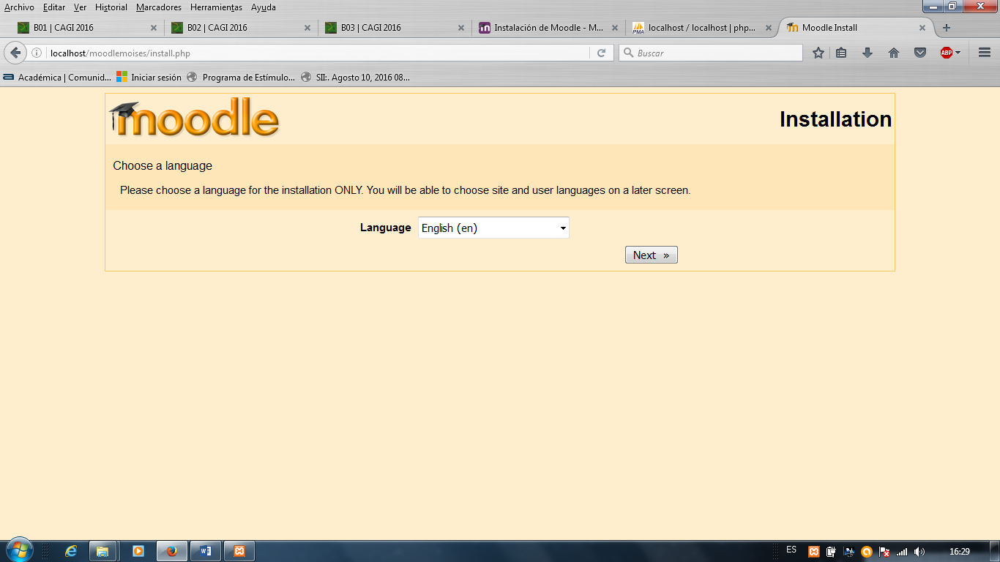 Archivo Editar Ver Historial Marcadores Herramientas Ayuda
B01 | CAGI 2016
B02 | CAGI 2016
B03 | CAGI 2016
Instalación de Moodle - M...
localhost / localhost | php...
Moodle Install
localhost/moodlemoises/install.php
Buscar
ABP
Académica | Comunid...
Iniciar sesión
Programa de Estímulo...
SII:. Agosto 10, 2016 08...
moodle
Installation
Choose a language
Please choose a language for the installation ONLY. You will be able to choose site and user languages on a later screen.
Language English (en)
Next »
ES
16:29